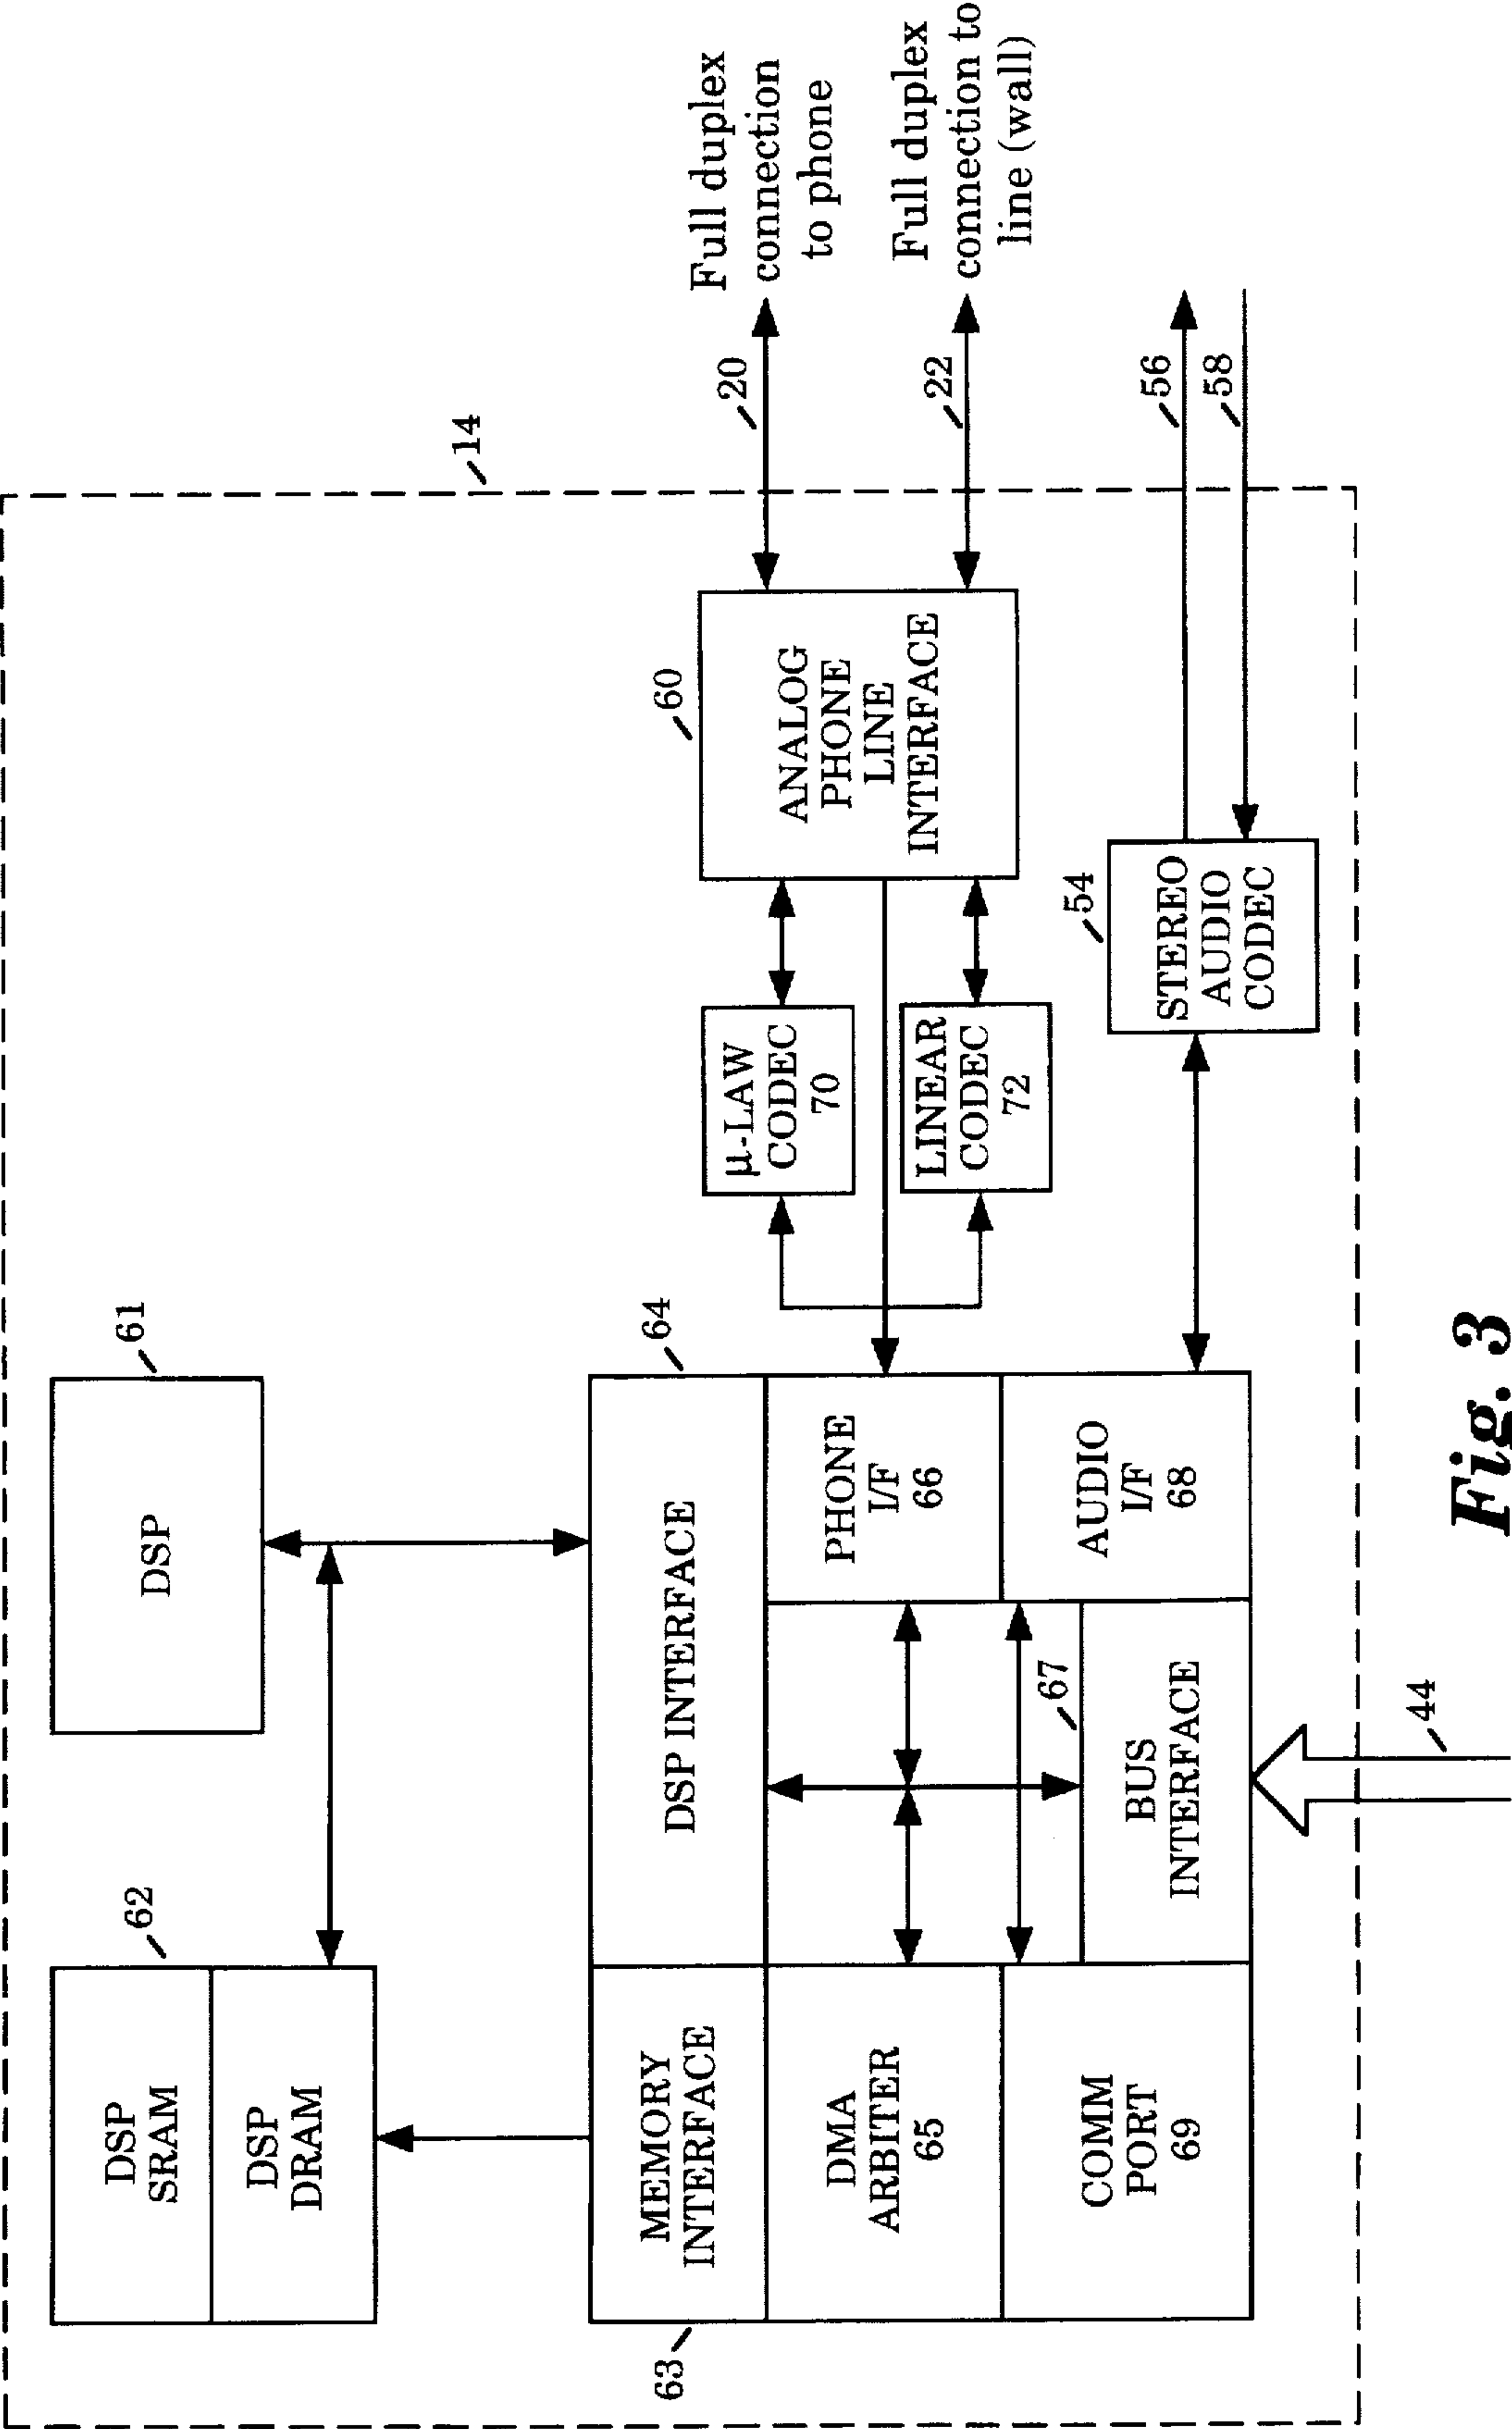 14
62
61
DSP
SRAM
DSP
DRAM
DSP
63
MEMORY
INTERFACE
DSP INTERFACE
64
DMA
ARBITER
65
PHONE
I/F
66
COMM
PORT
69
67
BUS
INTERFACE
AUDIO
I/F
68
µ-LAW
CODEC
70
LINEAR
CODEC
72
60
ANALOG
PHONE
LINE
INTERFACE
54
STEREO
AUDIO
CODEC
20
Full duplex
connection
to phone
22
Full duplex
connection to
line (wall)
56
58
44
Fig. 3